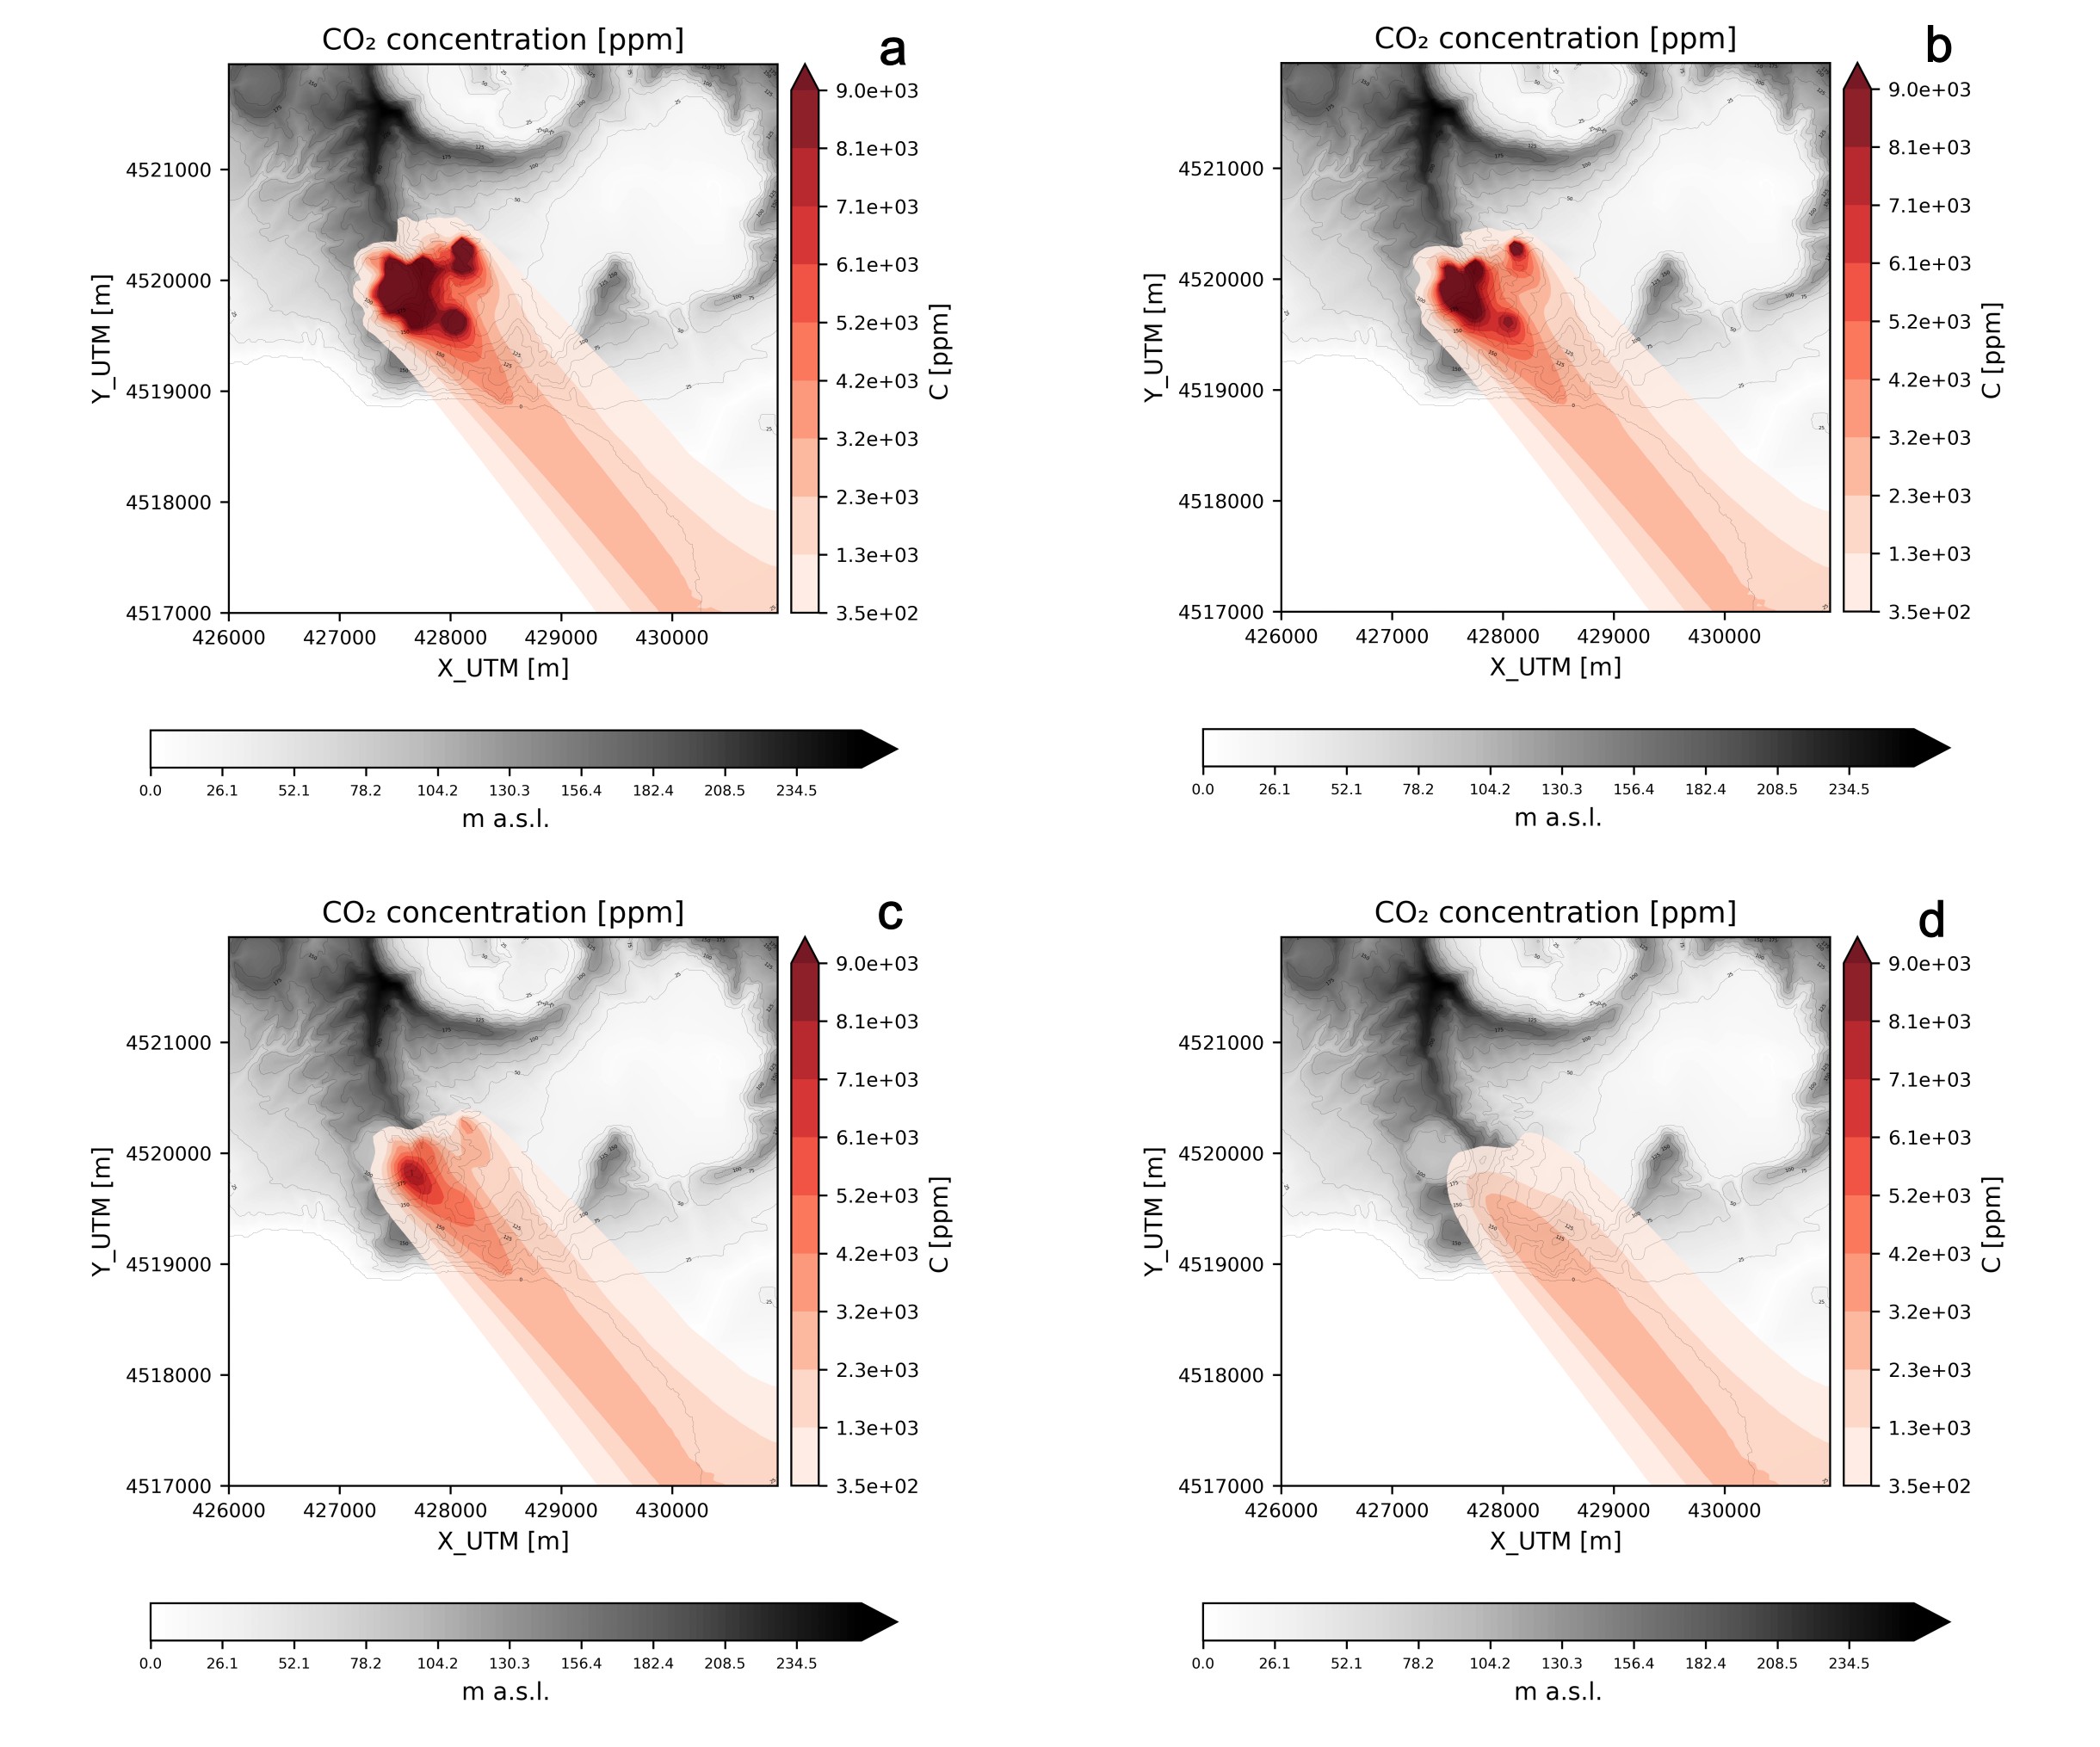 CO₂ concentration [ppm]
a
9.0e+03
8.1e+03
7.1e+03
6.1e+03
5.2e+03
4.2e+03
3.2e+03
2.3e+03
1.3e+03
3.5e+02
C [ppm]
4521000
4520000
4519000
4518000
4517000
Y_UTM [m]
426000 427000 428000 429000 430000
X_UTM [m]
0.0 26.1 52.1 78.2 104.2 130.3 156.4 182.4 208.5 234.5
m a.s.l.
CO₂ concentration [ppm]
b
9.0e+03
8.1e+03
7.1e+03
6.1e+03
5.2e+03
4.2e+03
3.2e+03
2.3e+03
1.3e+03
3.5e+02
C [ppm]
4521000
4520000
4519000
4518000
4517000
Y_UTM [m]
426000 427000 428000 429000 430000
X_UTM [m]
0.0 26.1 52.1 78.2 104.2 130.3 156.4 182.4 208.5 234.5
m a.s.l.
CO₂ concentration [ppm]
c
9.0e+03
8.1e+03
7.1e+03
6.1e+03
5.2e+03
4.2e+03
3.2e+03
2.3e+03
1.3e+03
3.5e+02
C [ppm]
4521000
4520000
4519000
4518000
4517000
Y_UTM [m]
426000 427000 428000 429000 430000
X_UTM [m]
0.0 26.1 52.1 78.2 104.2 130.3 156.4 182.4 208.5 234.5
m a.s.l.
CO₂ concentration [ppm]
d
9.0e+03
8.1e+03
7.1e+03
6.1e+03
5.2e+03
4.2e+03
3.2e+03
2.3e+03
1.3e+03
3.5e+02
C [ppm]
4521000
4520000
4519000
4518000
4517000
Y_UTM [m]
426000 427000 428000 429000 430000
X_UTM [m]
0.0 26.1 52.1 78.2 104.2 130.3 156.4 182.4 208.5 234.5
m a.s.l.